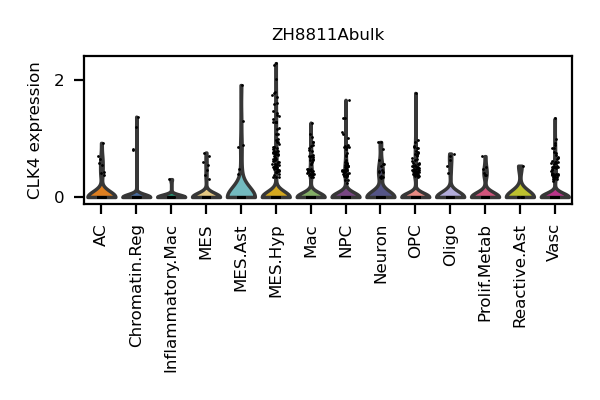 ZH8811Abulk
CLK4 expression
2
0
AC
Chromatin.Reg
Inflammatory.Mac
MES
MES.Ast
MES.Hyp
Mac
NPC
Neuron
OPC
Oligo
Prolif.Metab
Reactive.Ast
Vasc